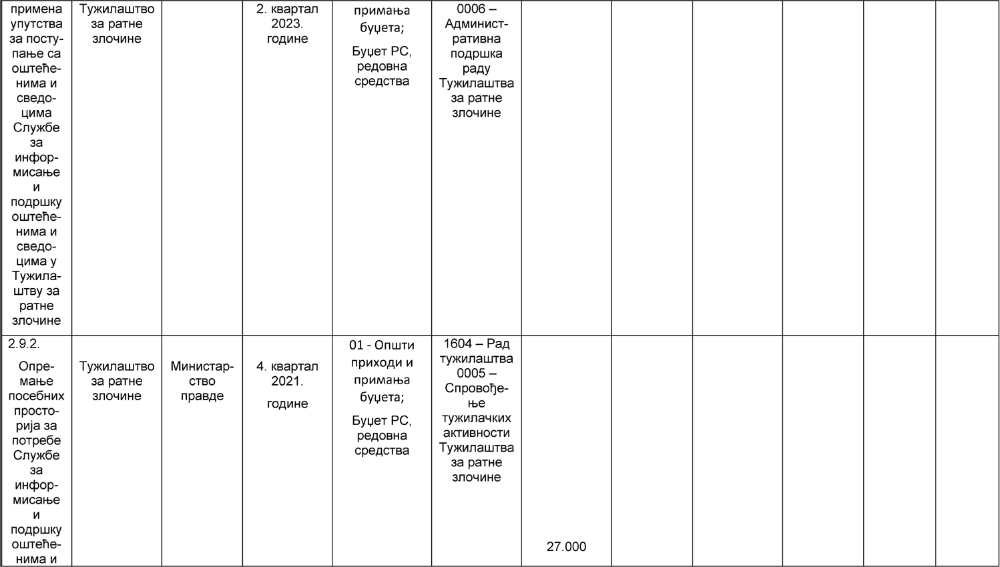 примена
упутства
за посту-
пање са
оштеће-
нима и
сведо-
цима
Службе
за
инфор-
мисање
и
подршку
оштеће-
нима и
сведо-
цима у
Тужила-
штву за
ратне
злочине
Тужилаштво
за ратне
злочине
2. квартал
2023.
године
примања
буџета;
Буџет РС,
редовна
средства
0006 –
Админист-
ративна
подршка
раду
Тужилаштва
за ратне
злочине
2.9.2.
Опре-
мање
посебних
просто-
рија за
потребе
Службе
за
инфор-
мисање
и
подршку
оштеће-
нима и
Тужилаштво
за ратне
злочине
Министар-
ство
правде
4. квартал
2021.
године
01 - Општи
приходи и
примања
буџета;
Буџет РС,
редовна
средства
1604 – Рад
тужилаштва
0005 –
Спровође-
ње
тужилачких
активности
Тужилаштва
за ратне
злочине
27.000